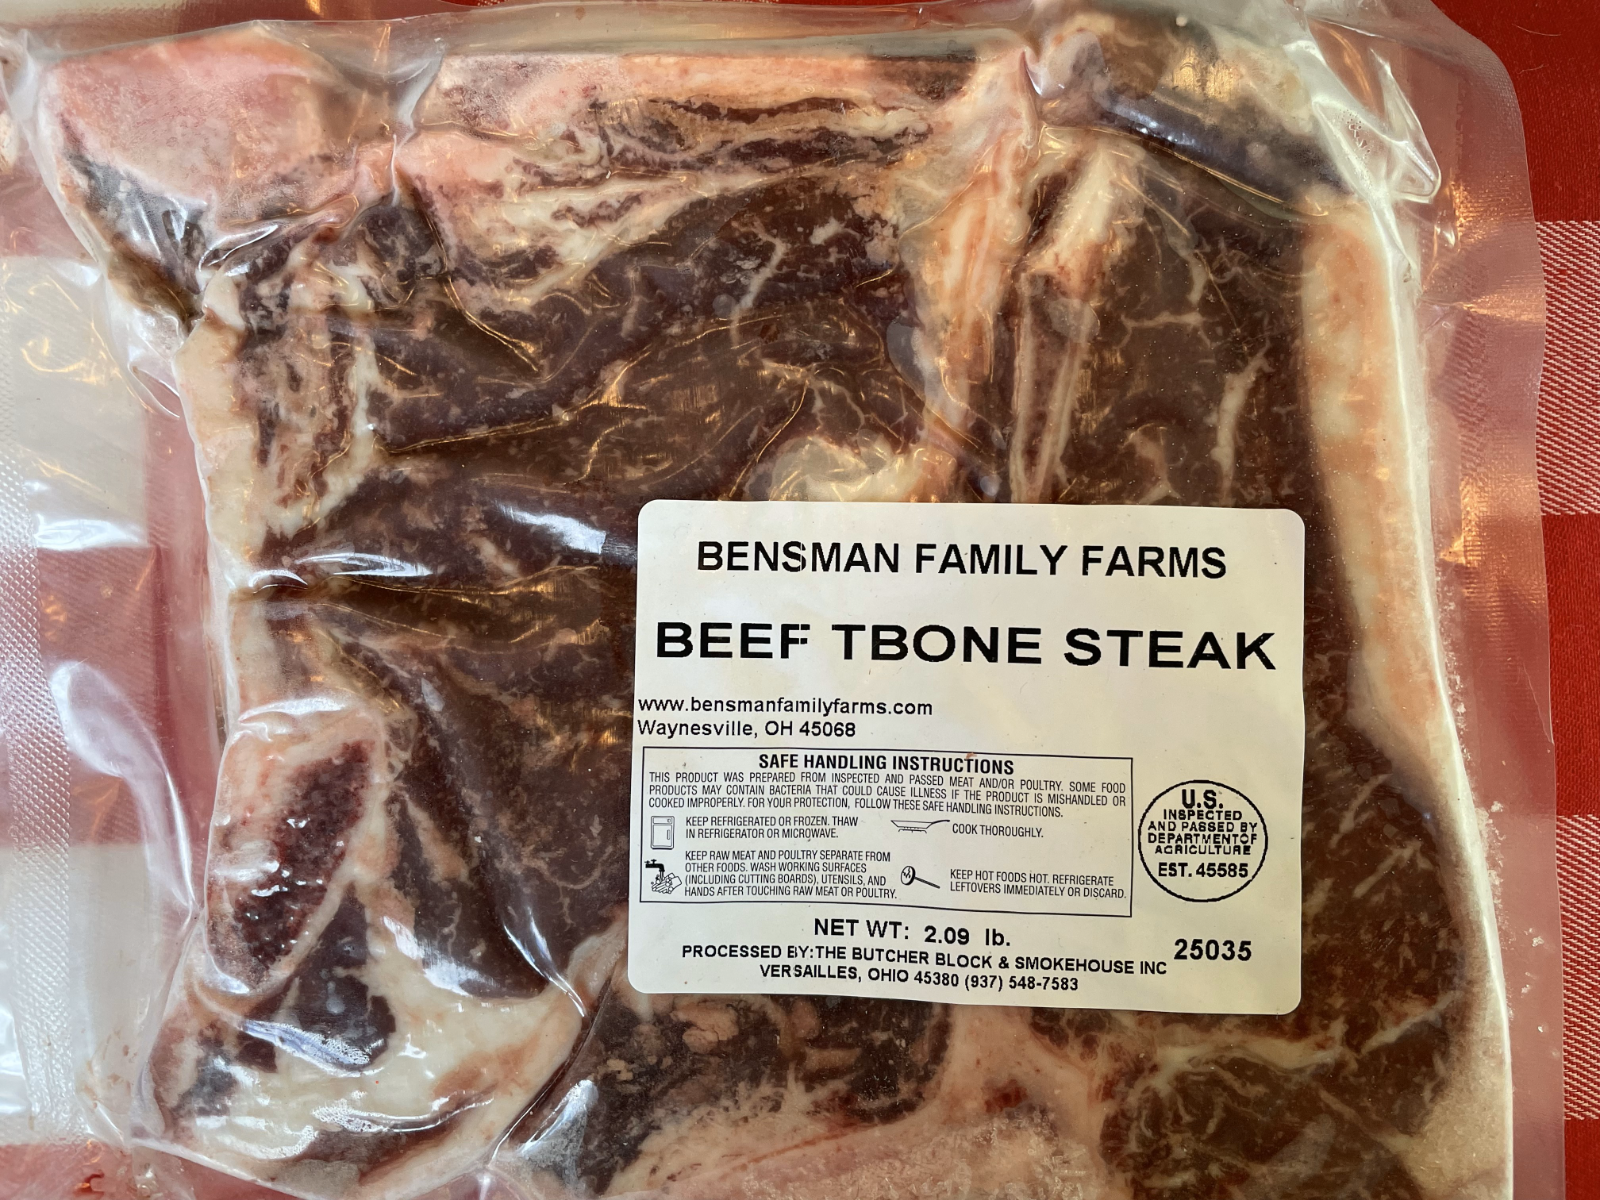 BENSMAN FAMILY FARMS
BEEF TBONE STEAK
www.bensmanfamilyfarms.com
Waynesville, OH 45068
SAFE HANDLING INSTRUCTIONS
THIS PRODUCT WAS PREPARED FROM INSPECTED AND PASSED MEAT AND/OR POULTRY. SOME FOOD
PRODUCTS MAY CONTAIN BACTERIA THAT COULD CAUSE ILLNESS IF THE PRODUCT IS MISHANDLED OR
COOKED IMPROPERLY. FOR YOUR PROTECTION, FOLLOW THESE SAFE HANDLING INSTRUCTIONS.
KEEP REFRIGERATED OR FROZEN. THAW
IN REFRIGERATOR OR MICROWAVE.
COOK THOROUGHLY.
KEEP RAW MEAT AND POULTRY SEPARATE FROM
OTHER FOODS. WASH WORKING SURFACES
(INCLUDING CUTTING BOARDS), UTENSILS, AND
HANDS AFTER TOUCHING RAW MEAT OR POULTRY.
KEEP HOT FOODS HOT. REFRIGERATE
LEFTOVERS IMMEDIATELY OR DISCARD.
U.S.
INSPECTED
AND PASSED BY
DEPARTMENT OF
AGRICULTURE
EST. 45585
NET WT: 2.09 lb.
25035
PROCESSED BY:THE BUTCHER BLOCK & SMOKEHOUSE INC
VERSAILLES, OHIO 45380 (937) 548-7583